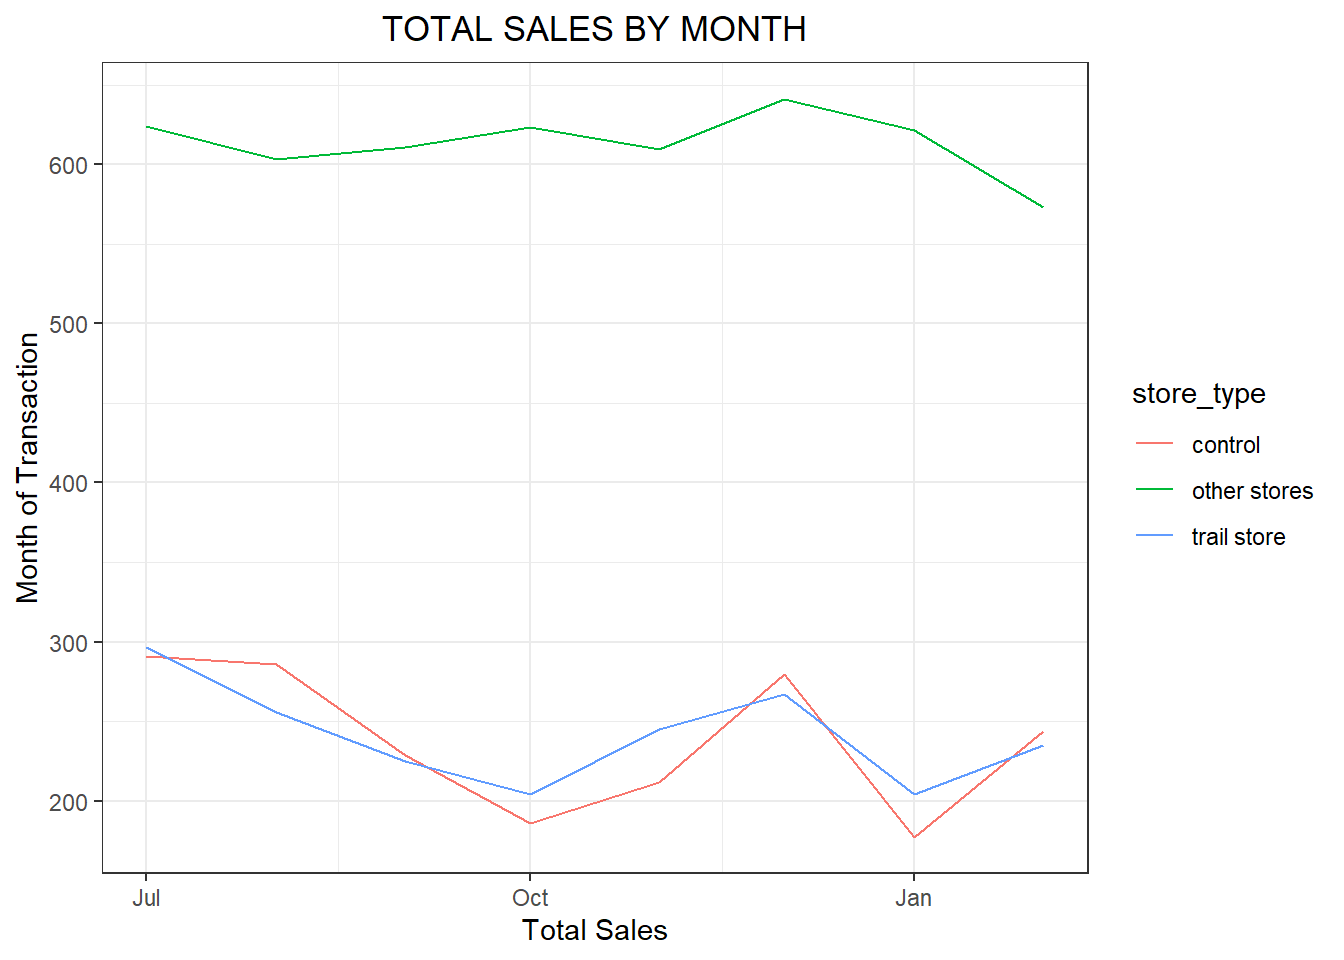 TOTAL SALES BY MONTH
Month of Transaction
600
500
400
300
200
Jul Oct Jan
Total Sales
store_type
control
other stores
trail store